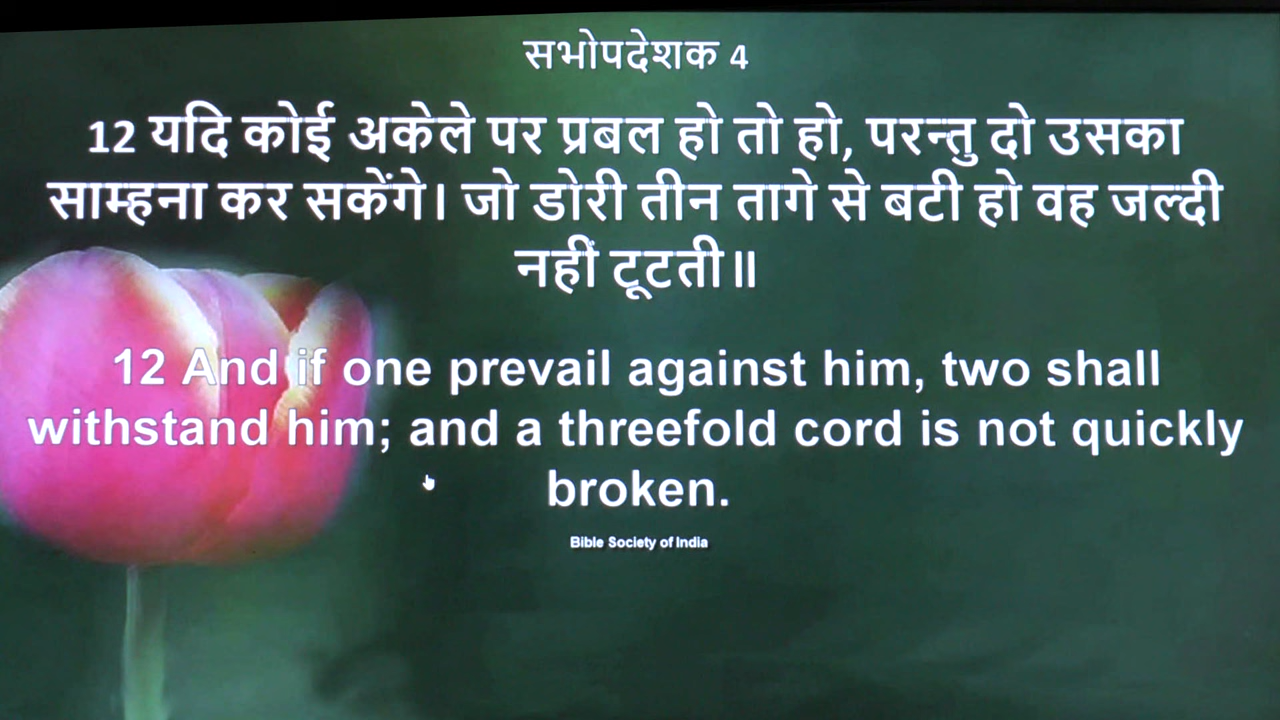 सभोपदेशक 4
12 यदि कोई अकेले पर प्रबल हो तो हो, परन्तु दो उसका
साम्हना कर सकेंगे। जो डोरी तीन तागे से बटी हो वह जल्दी
नहीं टूटती॥
12 And if one prevail against him, two shall
withstand him; and a threefold cord is not quickly
broken.
Bible Society of India